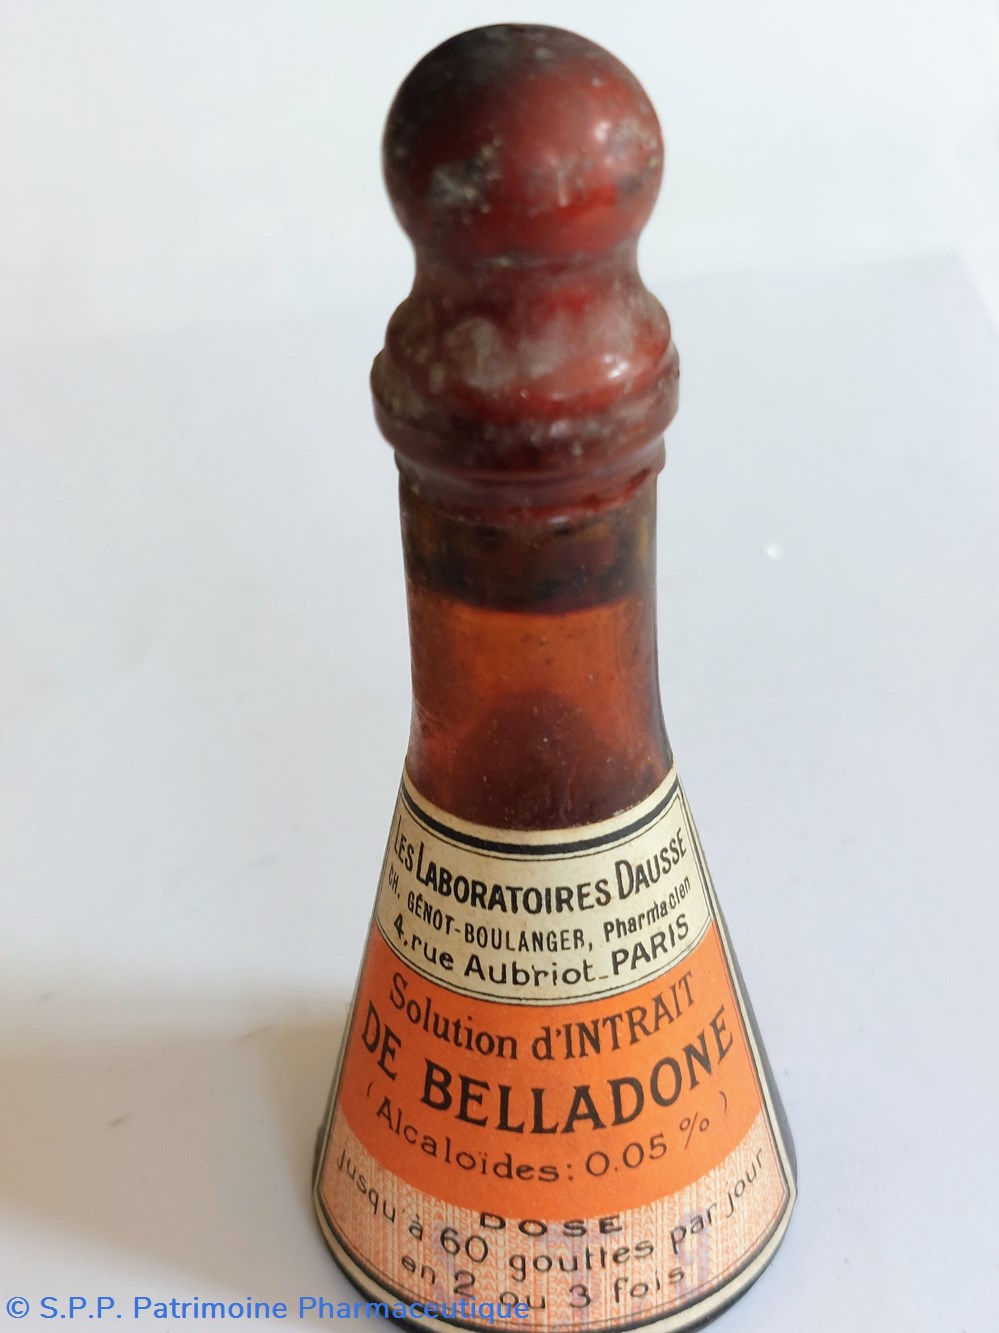 LES LABORATOIRES DAUSSE
CH. GÉNOT-BOULANGER, Pharmacien
4, rue Aubriot_PARIS
Solution d'INTRAIT
DE BELLADONE
(Alcaloïdes: 0.05 %)
DOSE
jusqu'à 60 gouttes par jour
en 2 ou 3 fois
© S.P.P. Patrimoine Pharmaceutique